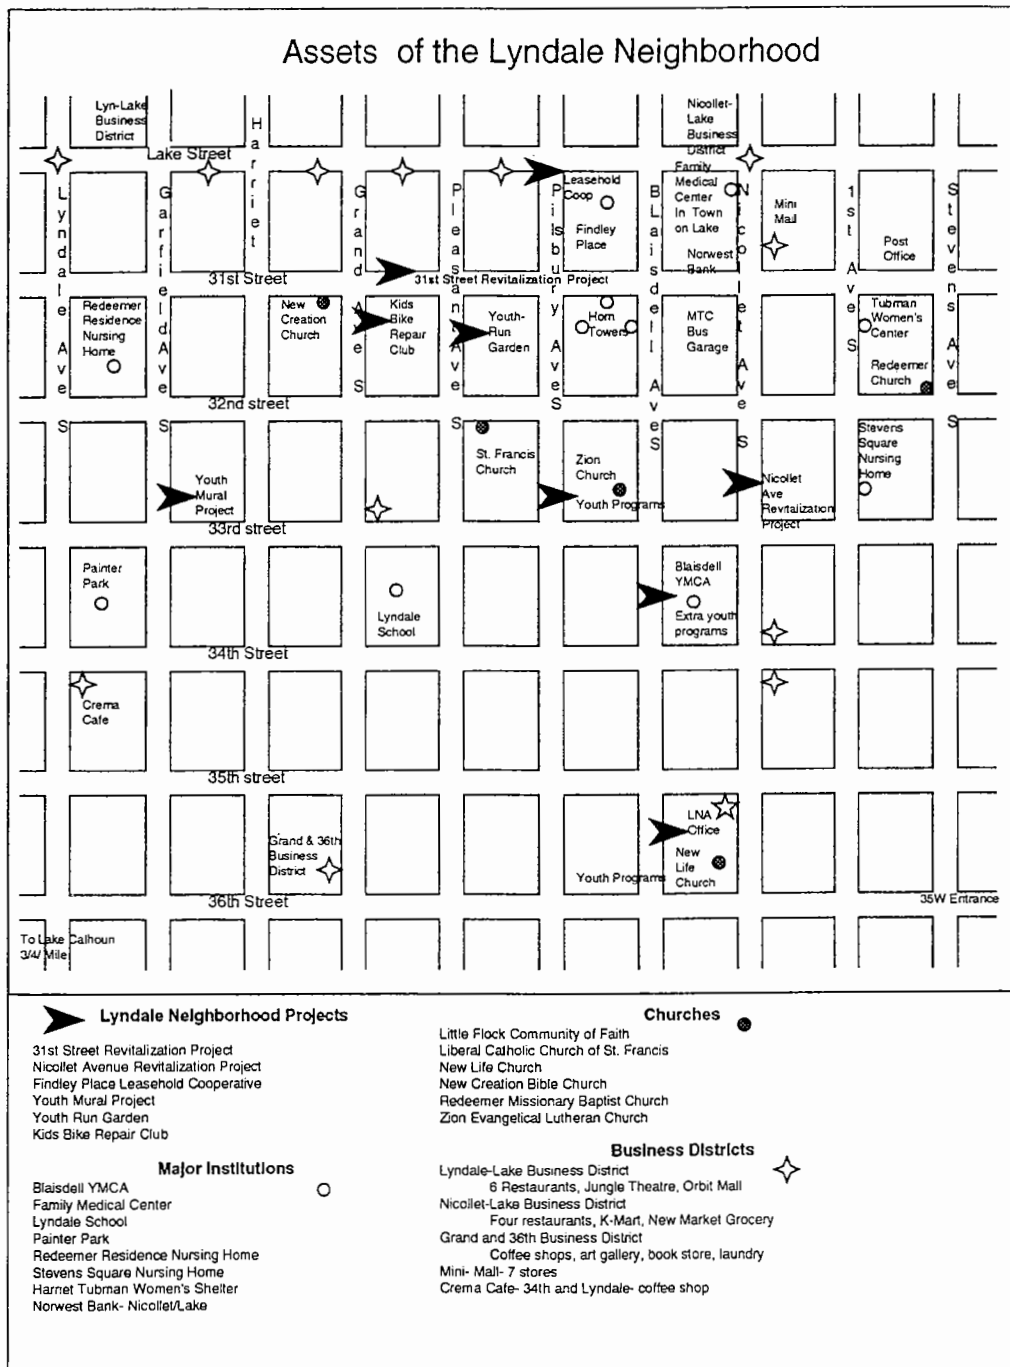 Assets of the Lyndale Neighborhood
Lyn-Lake
Business
District
Nicollet-
Lake
Business
District
Lake Street
Harriet
Lyndale Ave S
Garfield Ave S
Grand Ave S
Pleasant Ave S
Pilsbury Ave S
BLaisdell Ave S
Nicollet Ave S
1st Ave S
Stevens Ave S
Leasehold
Coop
Findley
Place
Family
Medical
Center
In Town
on Lake
Norwest
Bank
Mini
Mall
Post
Office
31st Street
31st Street Revitalization Project
Redeemer
Residence
Nursing
Home
New
Creation
Church
Kids
Bike
Repair
Club
Youth-
Run
Garden
Horn
Towers
MTC
Bus
Garage
Tubman
Women's
Center
Redeemer
Church
32nd street
Youth
Mural
Project
St. Francis
Church
Zion
Church
Youth Programs
Nicollet
Ave
Revitalization
Project
Stevens
Square
Nursing
Home
33rd street
Painter
Park
Lyndale
School
Blaisdell
YMCA
Extra youth
programs
34th Street
Crema
Cafe
35th street
Grand & 36th
Business
District
LNA
Office
New
Life
Church
Youth Programs
36th Street
35W Entrance
To Lake Calhoun
3/4/ Mile
Lyndale Neighborhood Projects
31st Street Revitalization Project
Nicollet Avenue Revitalization Project
Findley Place Leasehold Cooperative
Youth Mural Project
Youth Run Garden
Kids Bike Repair Club
Major Institutions
Blaisdell YMCA
Family Medical Center
Lyndale School
Painter Park
Redeemer Residence Nursing Home
Stevens Square Nursing Home
Harriet Tubman Women's Shelter
Norwest Bank- Nicollet/Lake
Churches
Little Flock Community of Faith
Liberal Catholic Church of St. Francis
New Life Church
New Creation Bible Church
Redeemer Missionary Baptist Church
Zion Evangelical Lutheran Church
Business Districts
Lyndale-Lake Business District
6 Restaurants, Jungle Theatre, Orbit Mall
Nicollet-Lake Business District
Four restaurants, K-Mart, New Market Grocery
Grand and 36th Business District
Coffee shops, art gallery, book store, laundry
Mini- Mall- 7 stores
Crema Cafe- 34th and Lyndale- coffee shop